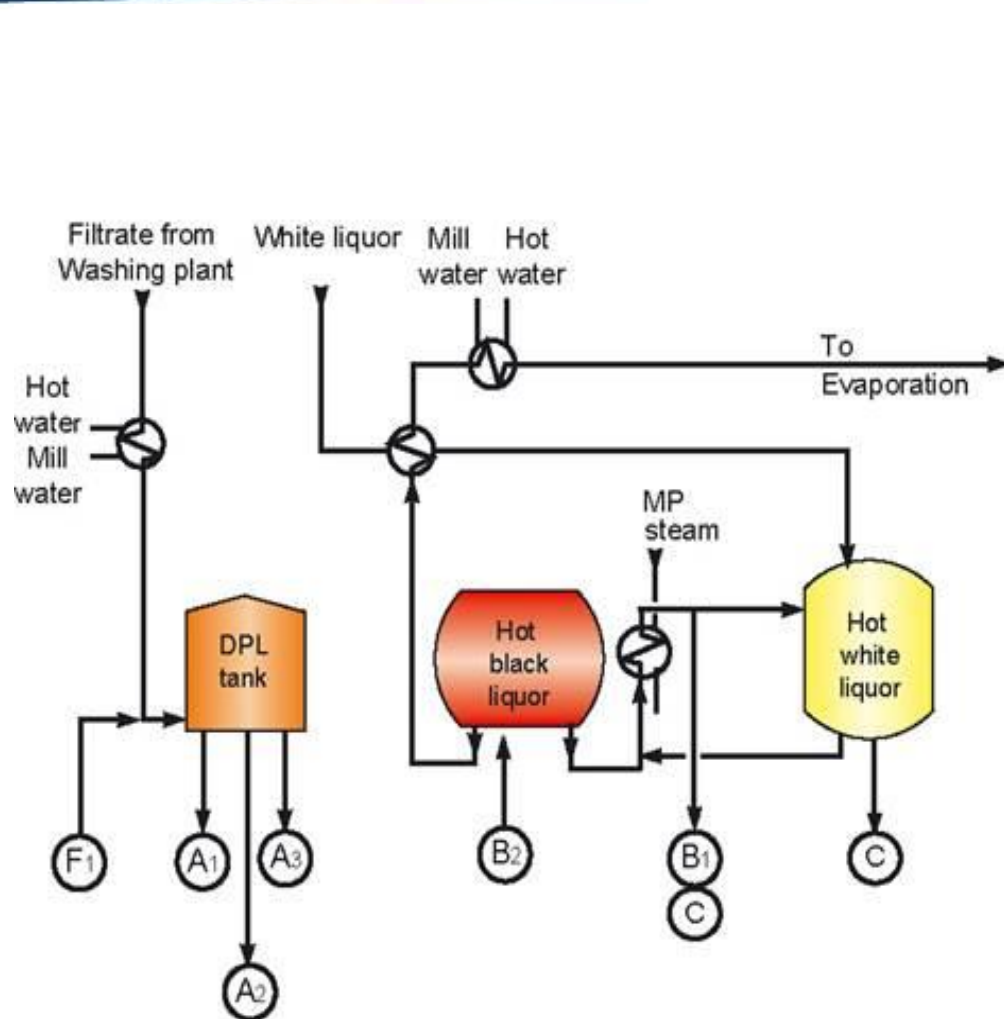 Filtrate from
Washing plant
White liquor
Mill
water
Hot
water
To
Evaporation
Hot
water
Mill
water
MP
steam
DPL
tank
Hot
black
liquor
Hot
white
liquor
F1
A1
A3
B2
B1
C
C
A2